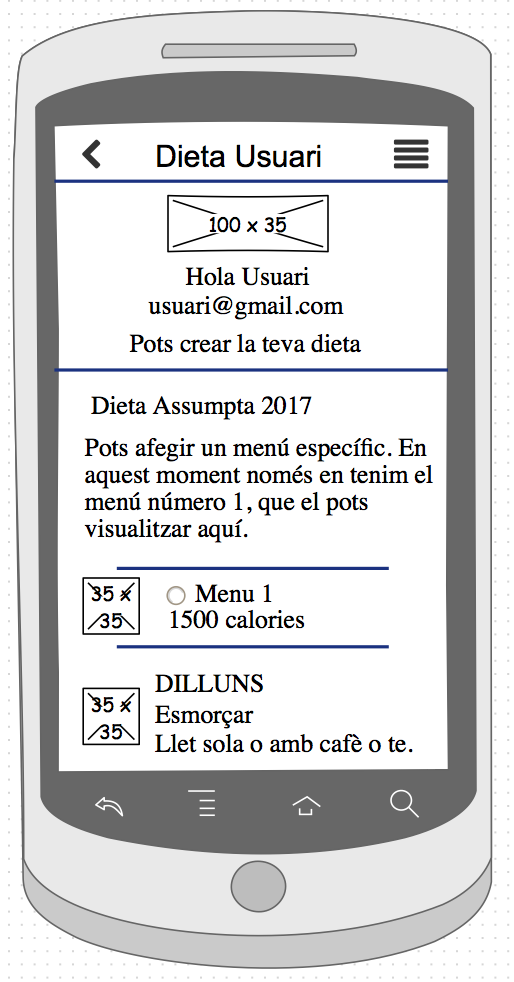 Dieta Usuari
100 x 35
Hola Usuari
usuari@gmail.com
Pots crear la teva dieta
Dieta Assumpta 2017
Pots afegir un menú específic. En
aquest moment només en tenim el
menú número 1, que el pots
visualitzar aquí.
35 x
35
Menu 1
1500 calories
35 x
35
DILLUNS
Esmorçar
Llet sola o amb cafè o te.